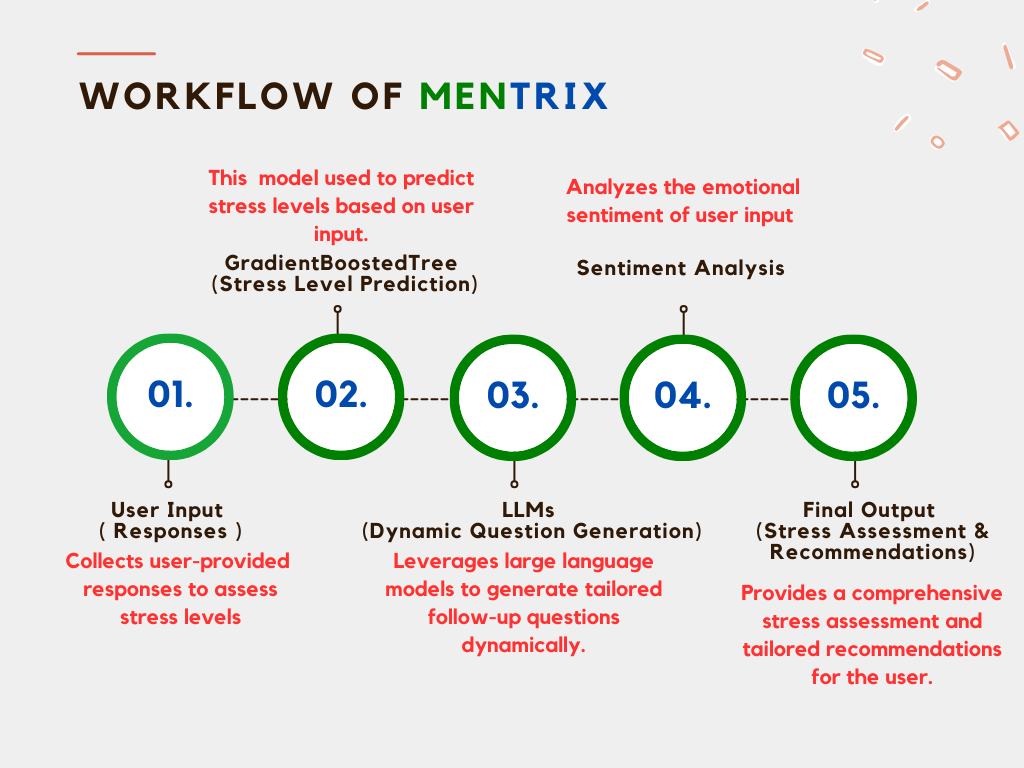 WORKFLOW OF MENTRIX
This  model used to predict
stress levels based on user
input.
GradientBoostedTree
(Stress Level Prediction)
Analyzes the emotional
sentiment of user input
Sentiment Analysis
01.
02.
03.
04.
05.
User Input
( Responses )
Collects user-provided
responses to assess
stress levels
LLMs
(Dynamic Question Generation)
Leverages large language
models to generate tailored
follow-up questions
dynamically.
Final Output
(Stress Assessment &
Recommendations)
Provides a comprehensive
stress assessment and
tailored recommendations
for the user.